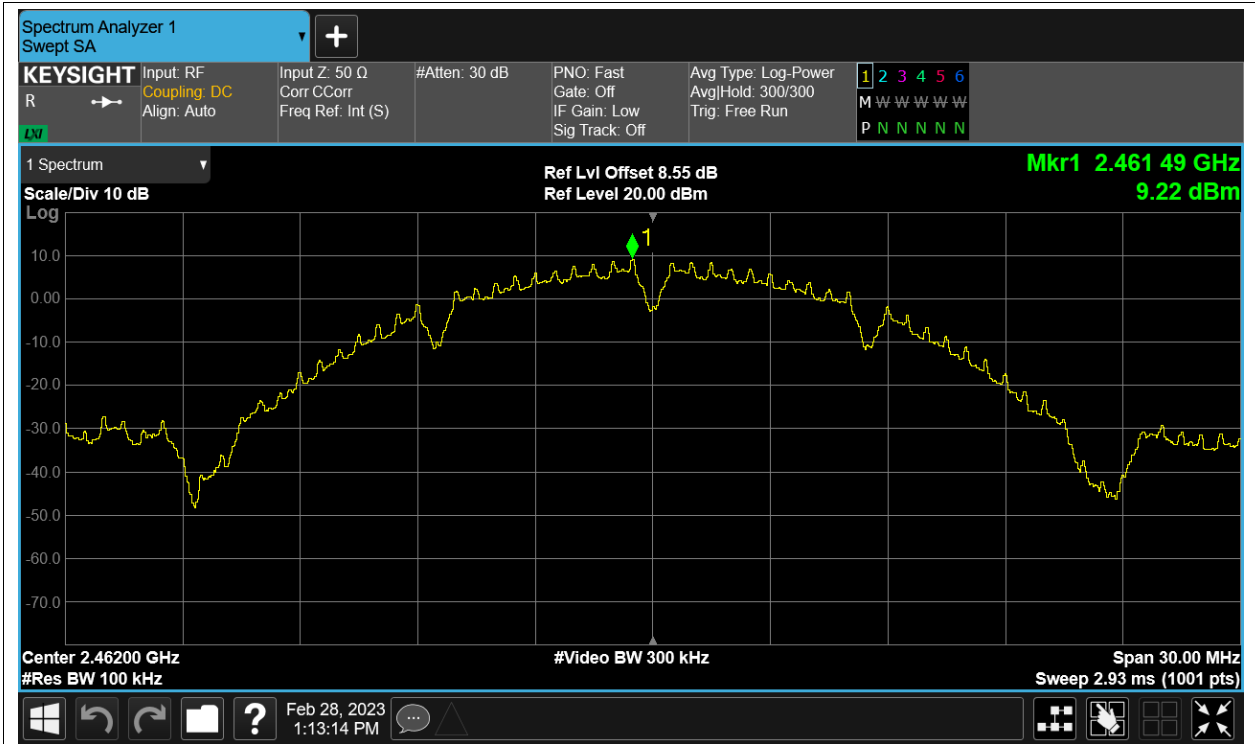 Spectrum Analyzer 1
Swept SA
+
KEYSIGHT
R
LXI
Input: RF
Coupling: DC
Align: Auto
Input Z: 50 Ω
Corr CCorr
Freq Ref: Int (S)
#Atten: 30 dB
PNO: Fast
Gate: Off
IF Gain: Low
Sig Track: Off
Avg Type: Log-Power
Avg|Hold: 300/300
Trig: Free Run
1 2 3 4 5 6
M W W W W W
P N N N N N
1 Spectrum
Scale/Div 10 dB
Log
Ref Lvl Offset 8.55 dB
Ref Level 20.00 dBm
Mkr1 2.461 49 GHz
9.22 dBm
1
10.0
0.00
-10.0
-20.0
-30.0
-40.0
-50.0
-60.0
-70.0
Center 2.46200 GHz
#Res BW 100 kHz
#Video BW 300 kHz
Span 30.00 MHz
Sweep 2.93 ms (1001 pts)
?
Feb 28, 2023
1:13:14 PM